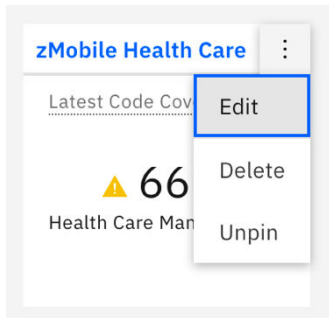 zMobile Health Care
Latest Code Cov
Edit
66
Delete
Health Care Man
Unpin